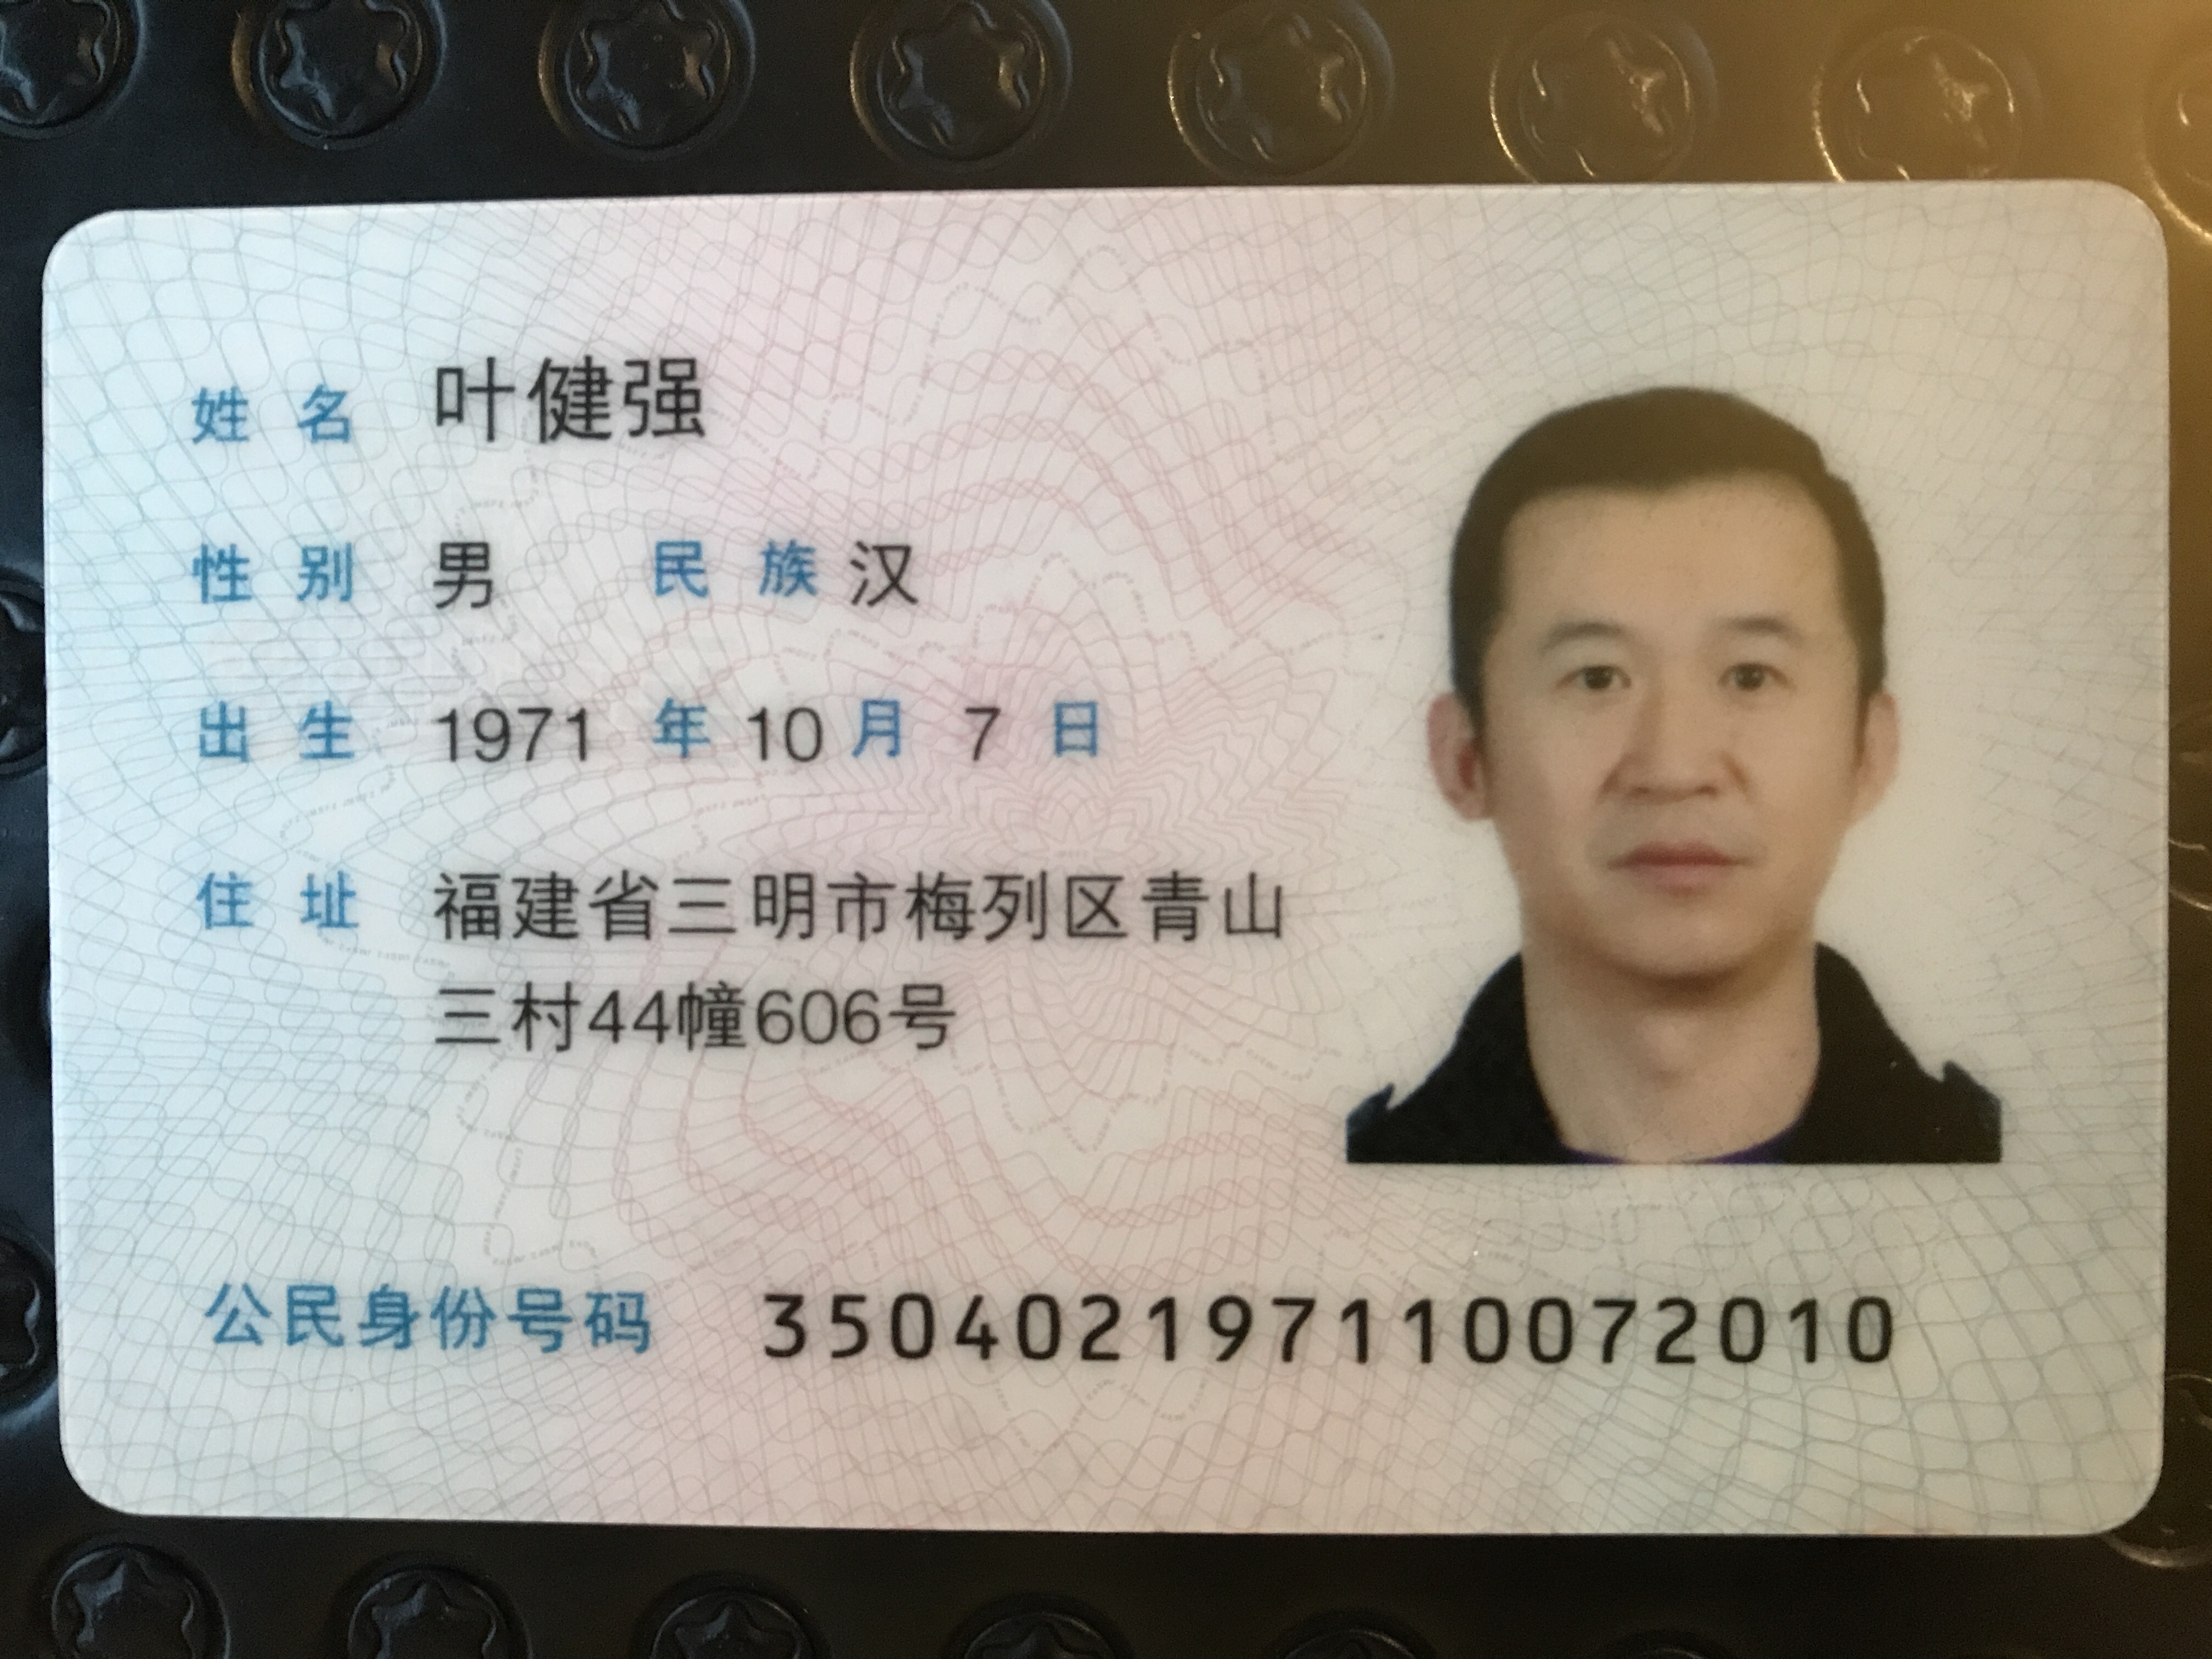 姓名 叶健强
性别 男 民族 汉
出生 1971 年 10 月 7 日
住址 福建省三明市梅列区青山
三村44幢606号
公民身份号码 350402197110072010